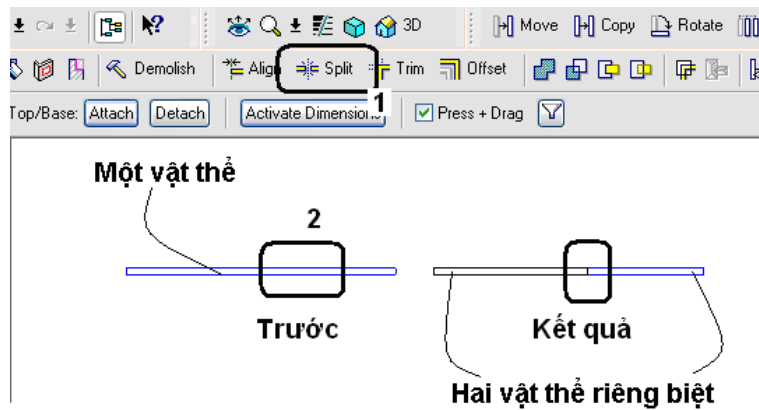 3D Move Copy Rotate
Demolish Align Split Trim Offset
1
Top/Base: Attach Detach Activate Dimensions Press + Drag
Một vật thể
2
Trước Kết quả
Hai vật thể riêng biệt